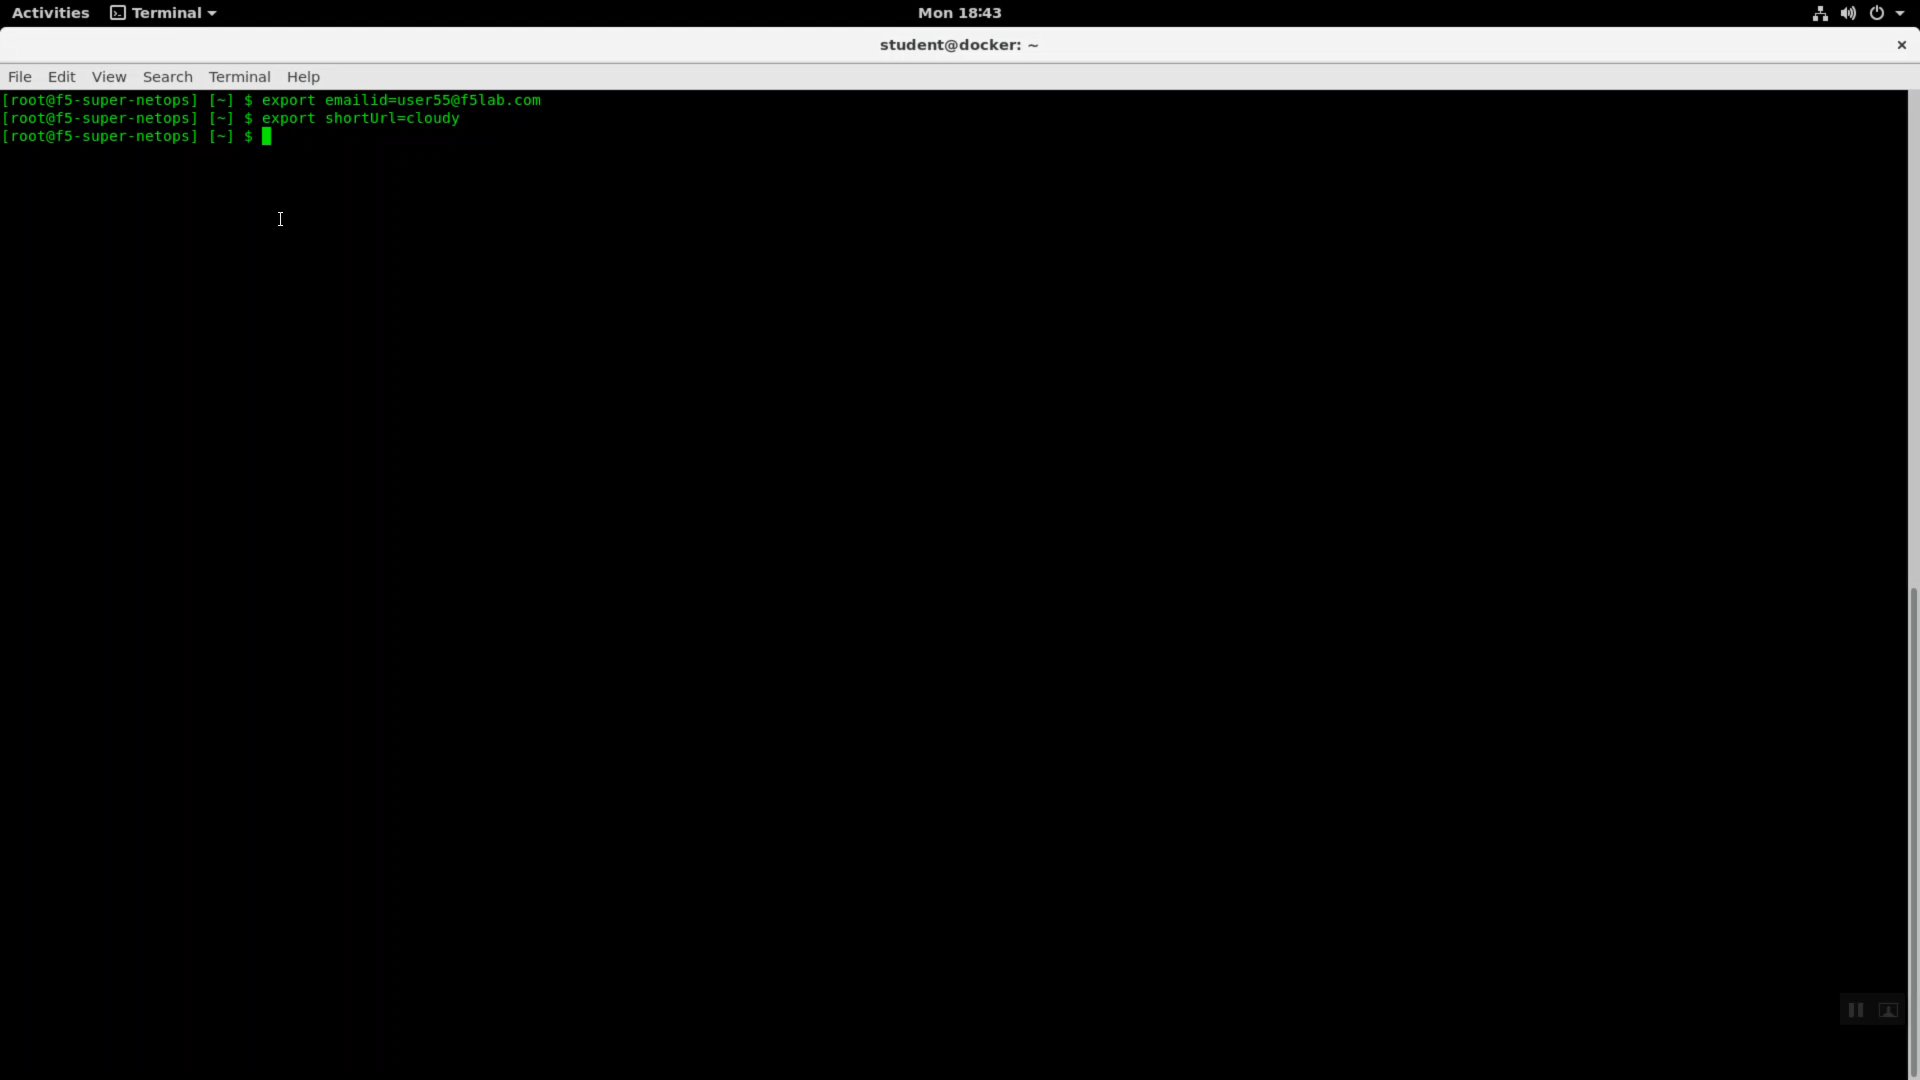 Activities Terminal Mon 18:43
student@docker: ~
File Edit View Search Terminal Help
[root@f5-super-netops] [~] $ export emailid=user55@f5lab.com
[root@f5-super-netops] [~] $ export shortUrl=cloudy
[root@f5-super-netops] [~] $